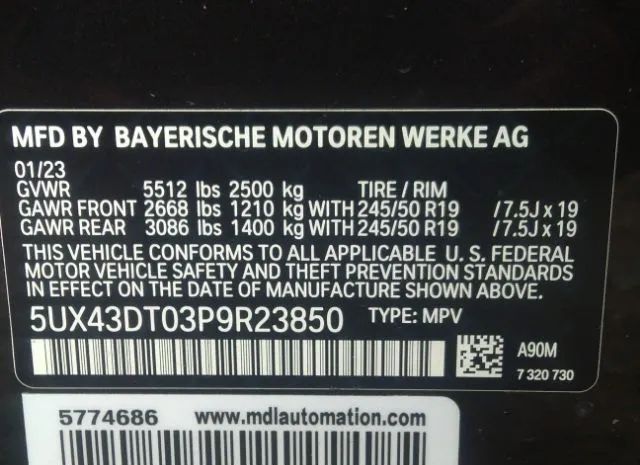 MFD BY BAYERISCHE MOTOREN WERKE AG
01/23
GVWR 5512 lbs 2500 kg TIRE / RIM
GAWR FRONT 2668 lbs 1210 kg WITH 245/50 R19 / 7.5J x 19
GAWR REAR 3086 lbs 1400 kg WITH 245/50 R19 / 7.5J x 19
THIS VEHICLE CONFORMS TO ALL APPLICABLE U. S. FEDERAL
MOTOR VEHICLE SAFETY AND THEFT PREVENTION STANDARDS
IN EFFECT ON THE DATE OF MANUFACTURE SHOWN ABOVE.
5UX43DT03P9R23850 TYPE: MPV
A90M
7 320 730
5774686 www.mdlautomation.com